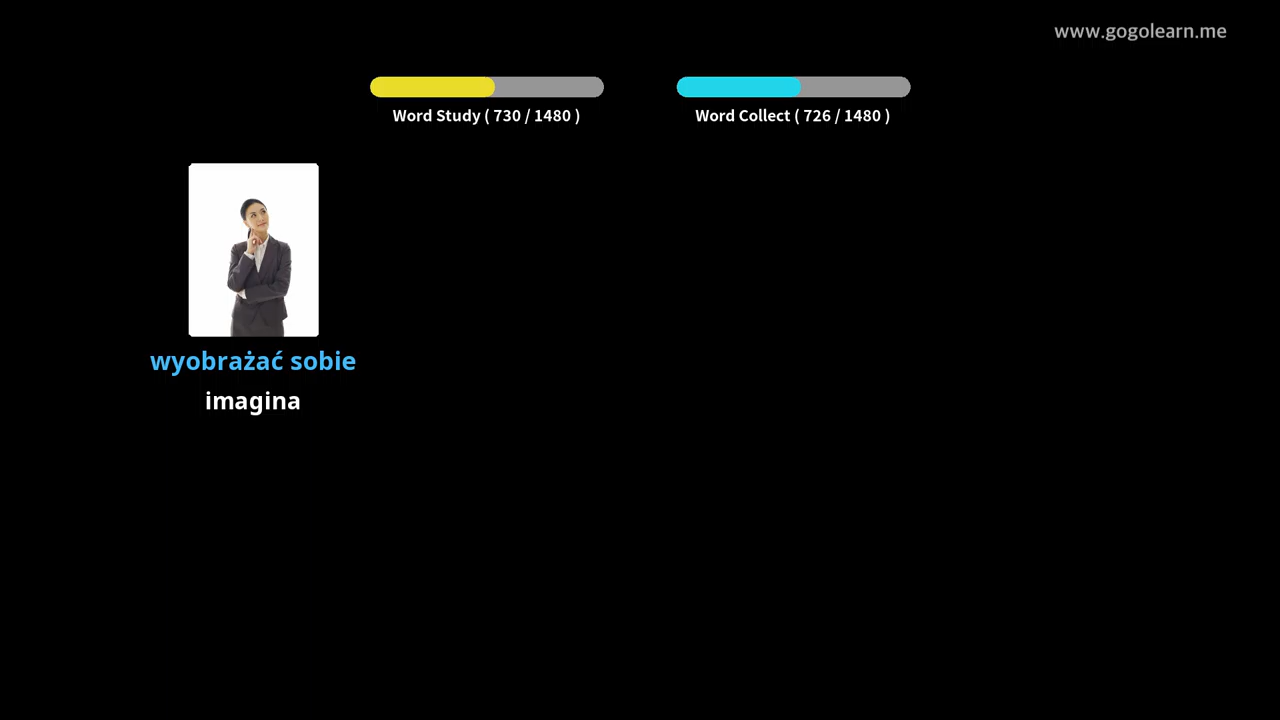 www.gogolearn.me
Word Study ( 730 / 1480 )
Word Collect ( 726 / 1480 )
wyobrażać sobie
imagina